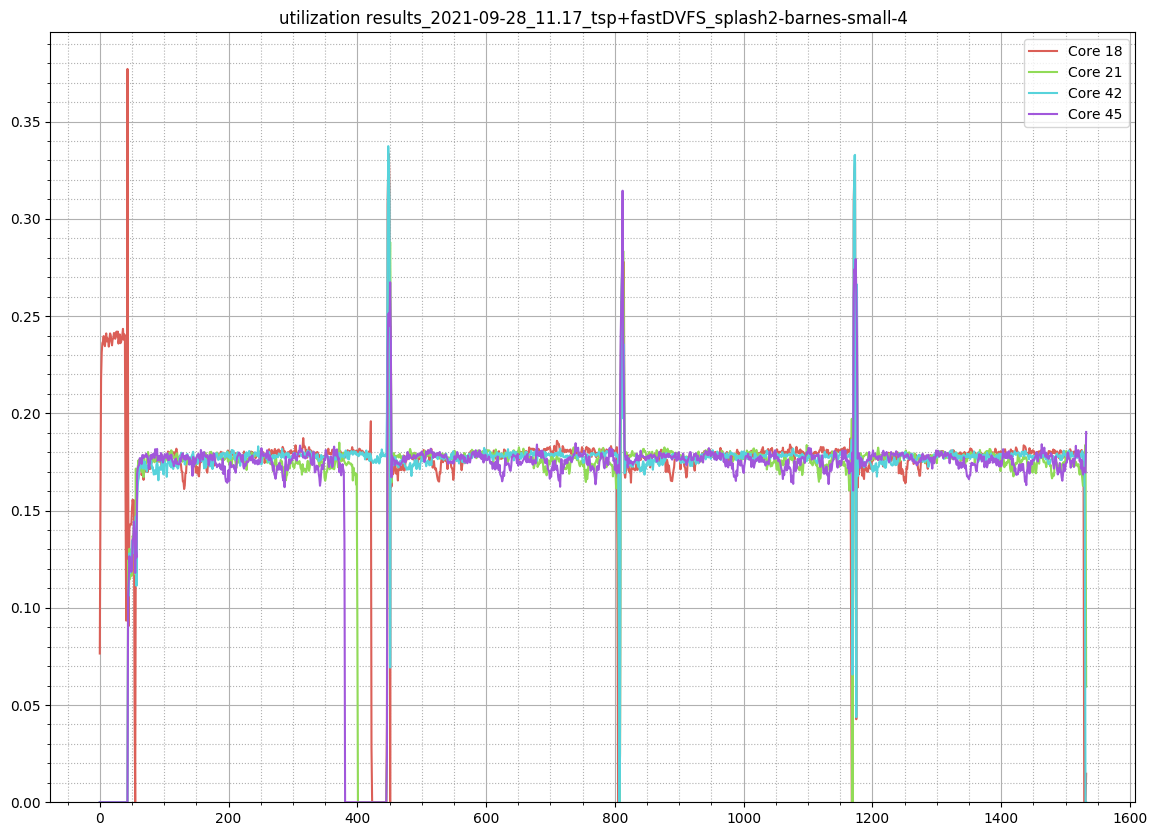 utilization results_2021-09-28_11.17_tsp+fastDVFS_splash2-barnes-small-4
Core 18
Core 21
Core 42
Core 45
0.35
0.30
0.25
0.20
0.15
0.10
0.05
0.00
0 200 400 600 800 1000 1200 1400 1600